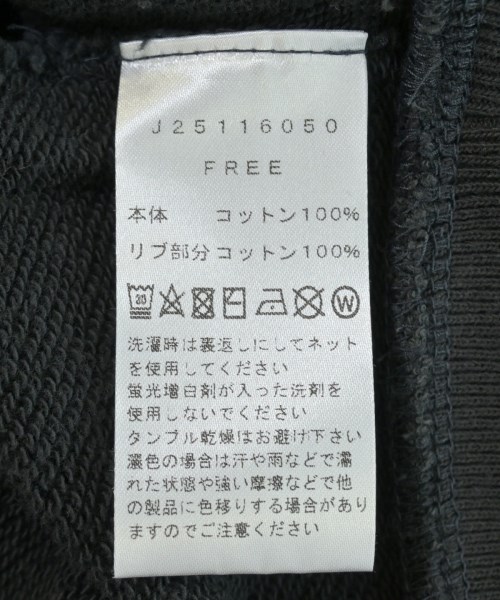 J25116050
FREE
本体 コットン100%
リブ部分 コットン100%
30 W
洗濯時は裏返しにしてネット
を使用してください
蛍光増白剤が入った洗剤を
使用しないでください
タンブル乾燥はお避け下さい
濃色の場合は汗や雨などで濡
れた状態や強い摩擦などで他
の製品に色移りする場合があり
ますのでご注意ください